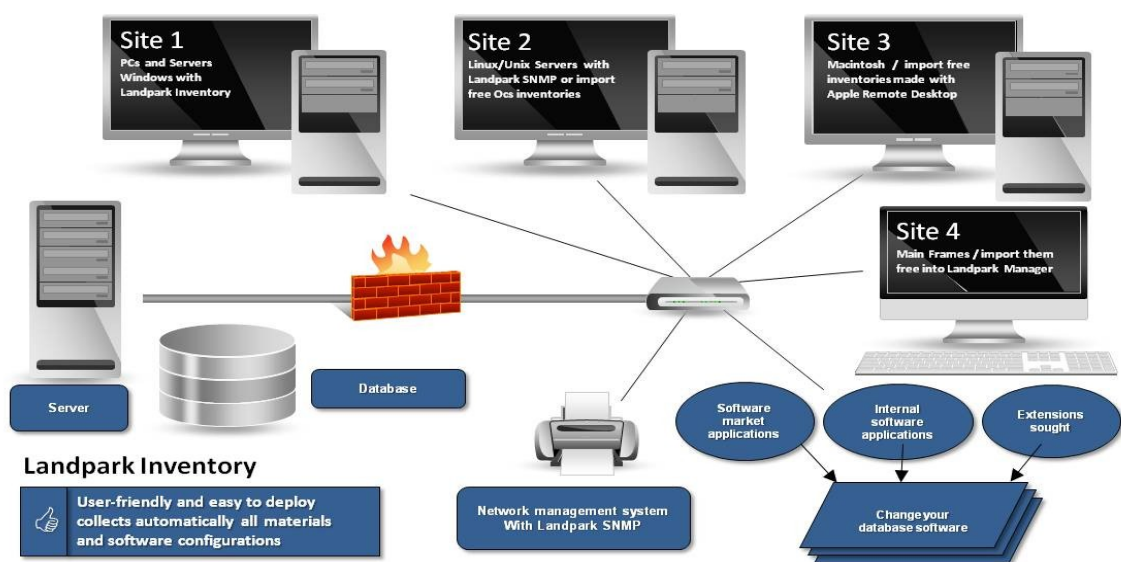 Site 1
PCs and Servers
Windows with
Landpark Inventory
Site 2
Linux/Unix Servers with
Landpark SNMP or import
free Ocs inventories
Site 3
Macintosh / import free
inventories made with
Apple Remote Desktop
Site 4
Main Frames / import them
free into Landpark Manager
Server
Database
Software
market
applications
Internal
software
applications
Extensions
sought
Landpark Inventory
User-friendly and easy to deploy
collects automatically all materials
and software configurations
Network management system
With Landpark SNMP
Change your
database software